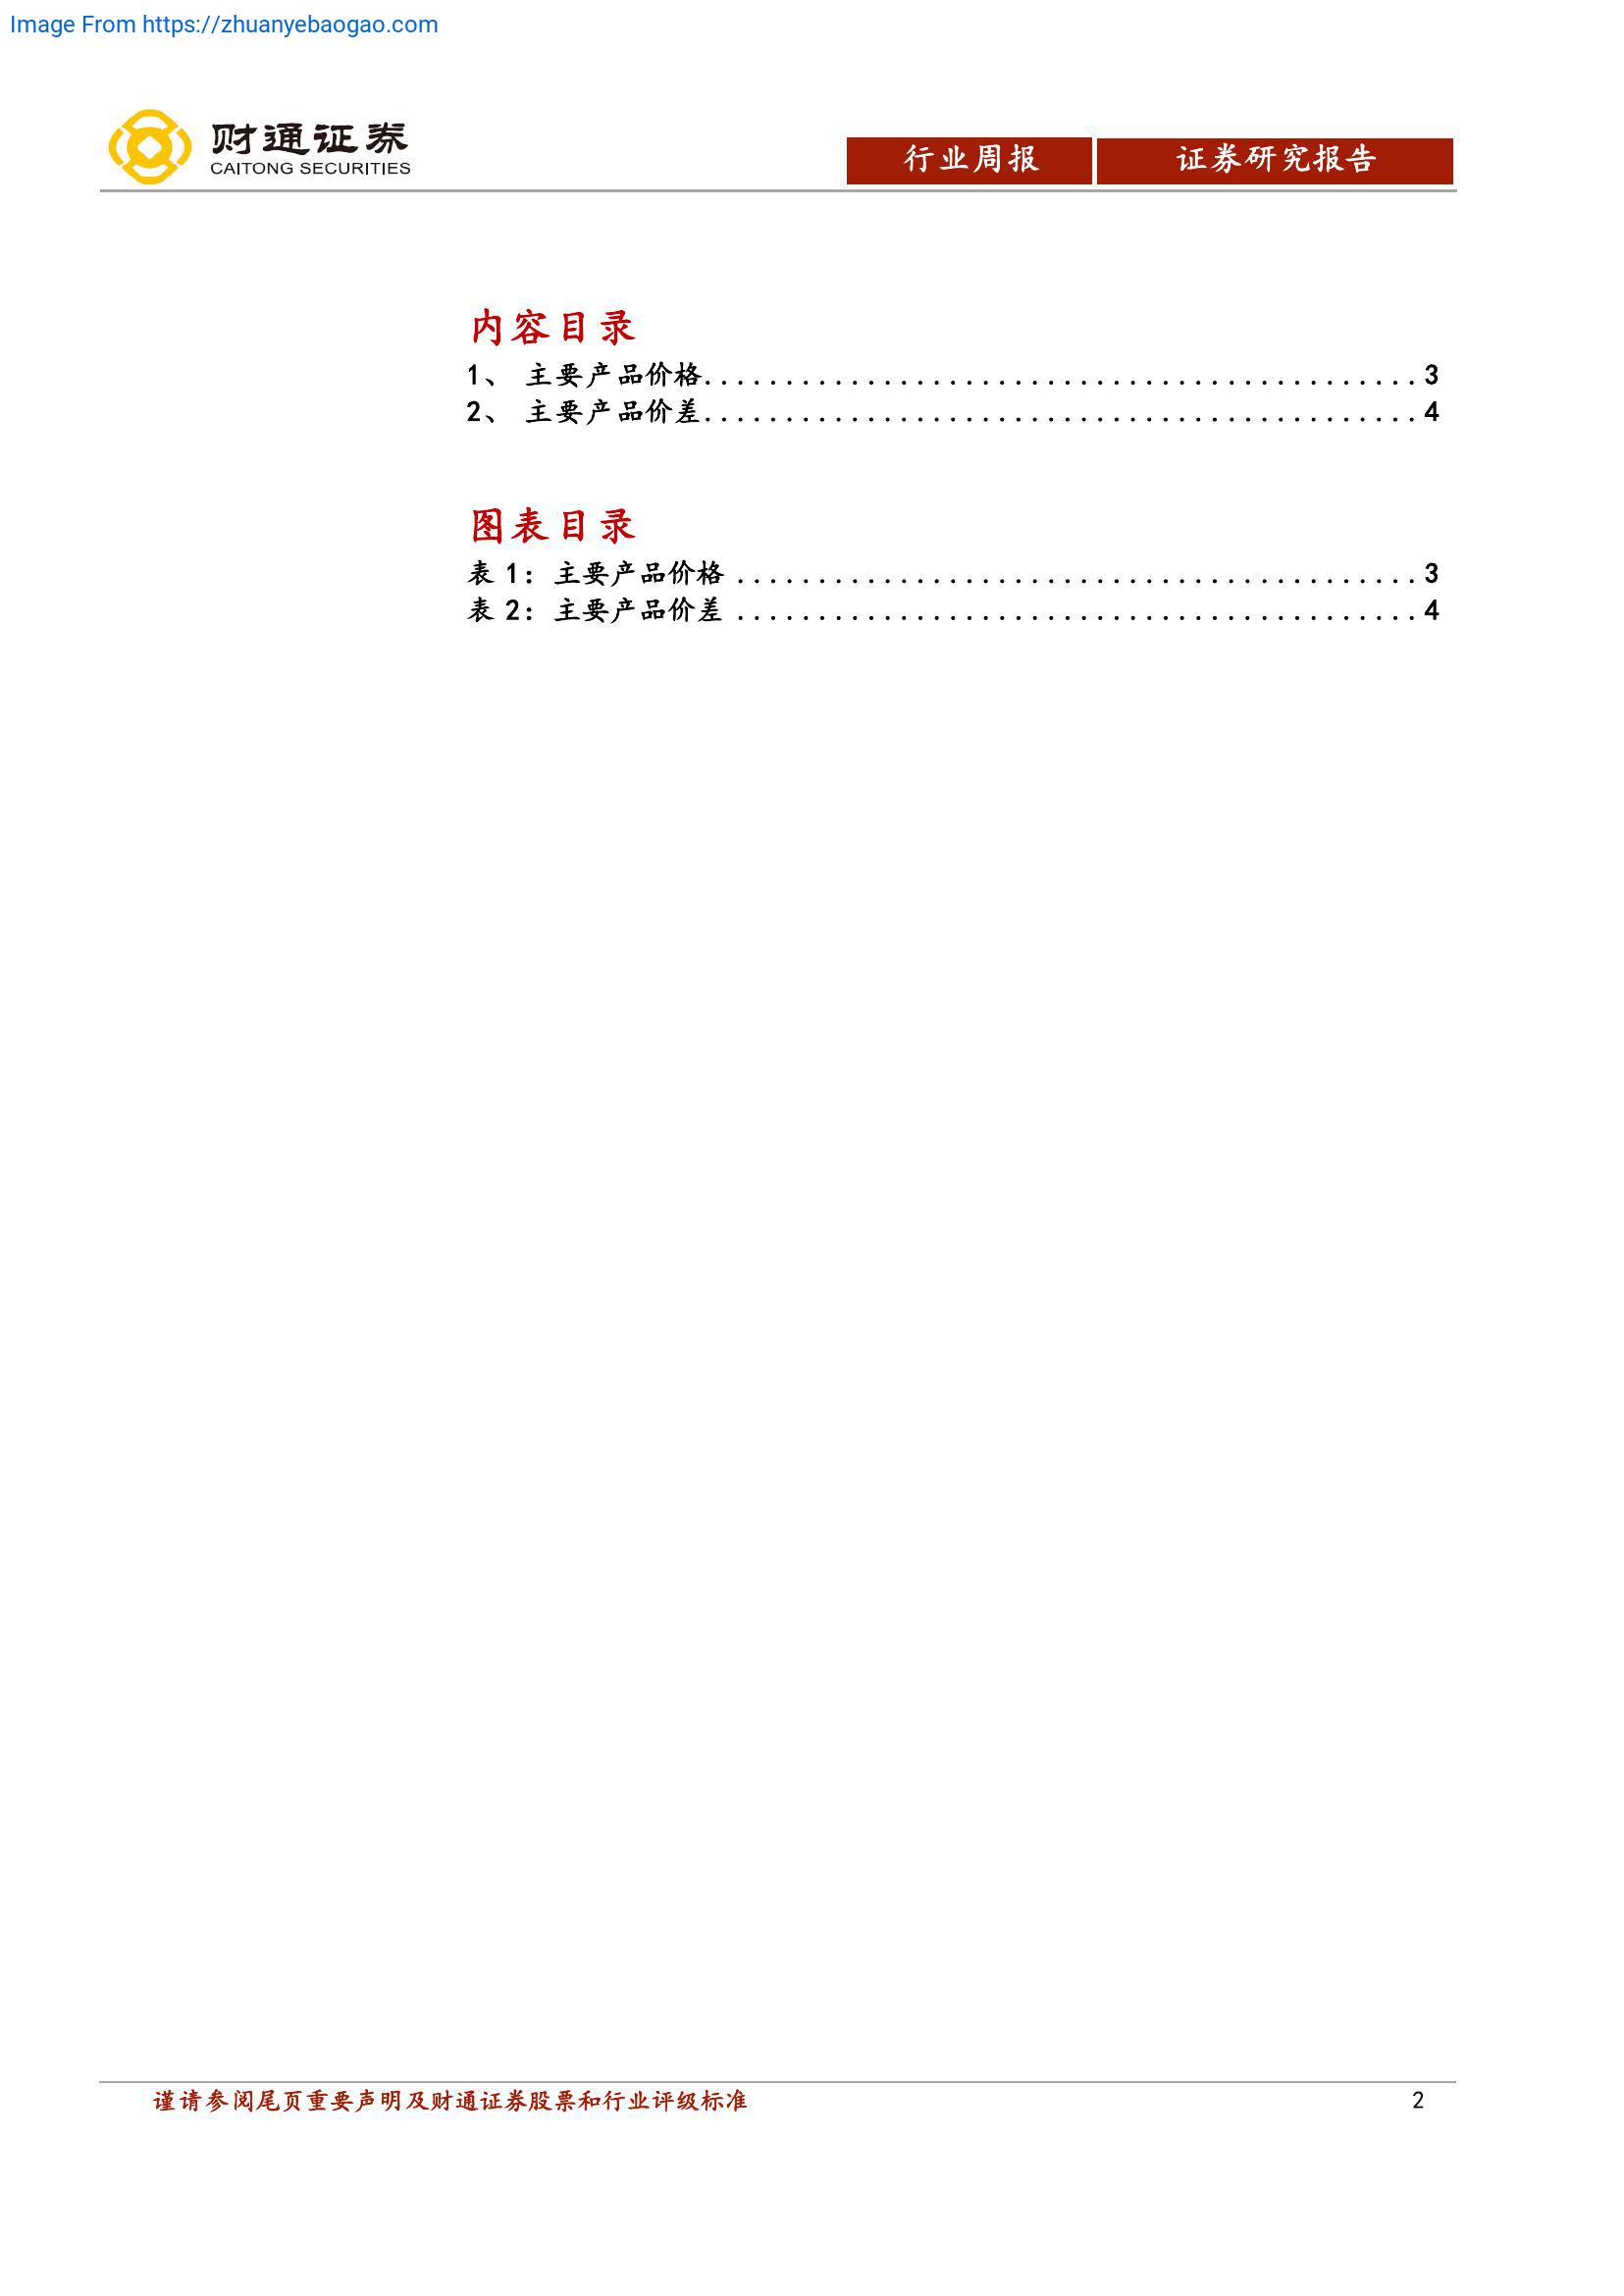 Image From https://zhuanyebaogao.com
财通证券
CAITONG SECURITIES
行业周报
证券研究报告
内容目录
1、 主要产品价格............................................3
2、 主要产品价差............................................4
图表目录
表 1：主要产品价格 ..........................................3
表 2：主要产品价差 ..........................................4
谨请参阅尾页重要声明及财通证券股票和行业评级标准
2